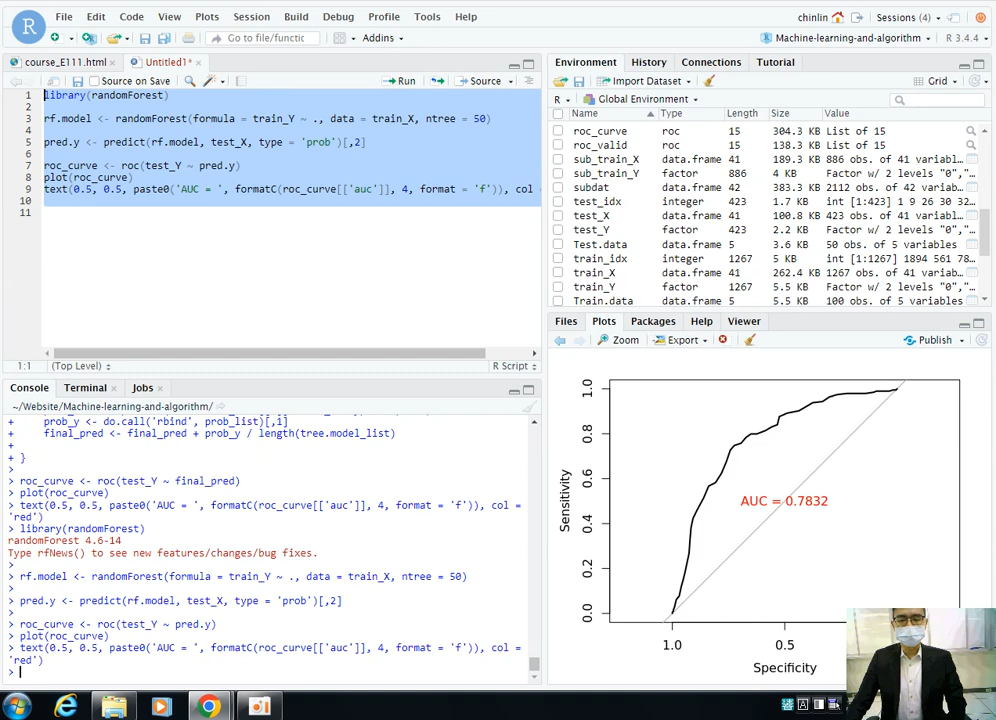 File Edit Code View Plots Session Build Debug Profile Tools Help
chinlin Sessions (4)
R
Go to file/functic Addins
Machine-learning-and-algorithm R 3.4.4
course_E111.html × Untitled1* ×
Source on Save Run Source
1 library(randomForest)
2
3 rf.model <- randomForest(formula = train_Y ~ ., data = train_X, ntree = 50)
4
5 pred.y <- predict(rf.model, test_X, type = 'prob')[,2]
6
7 roc_curve <- roc(test_Y ~ pred.y)
8 plot(roc_curve)
9 text(0.5, 0.5, paste0('AUC = ', formatC(roc_curve[['auc']], 4, format = 'f')), col
10
11
1:1 (Top Level) R Script
Console Terminal × Jobs ×
~/Website/Machine-learning-and-algorithm/
+ prob_y <- do.call('rbind', prob_list)[,1]
+ final_pred <- final_pred + prob_y / length(tree.model_list)
+
+ }
>
> roc_curve <- roc(test_Y ~ final_pred)
> plot(roc_curve)
> text(0.5, 0.5, paste0('AUC = ', formatC(roc_curve[['auc']], 4, format = 'f')), col =
'red')
> library(randomForest)
randomForest 4.6-14
Type rfNews() to see new features/changes/bug fixes.
>
> rf.model <- randomForest(formula = train_Y ~ ., data = train_X, ntree = 50)
>
> pred.y <- predict(rf.model, test_X, type = 'prob')[,2]
>
> roc_curve <- roc(test_Y ~ pred.y)
> plot(roc_curve)
> text(0.5, 0.5, paste0('AUC = ', formatC(roc_curve[['auc']], 4, format = 'f')), col =
'red')
>
Environment History Connections Tutorial
Import Dataset Grid
R Global Environment
Name Type Length Size Value
roc_curve roc 15 304.3 KB List of 15
roc_valid roc 15 138.3 KB List of 15
sub_train_X data.frame 41 189.3 KB 886 obs. of 41 variabl…
sub_train_Y factor 886 4 KB Factor w/ 2 levels "0","…
subdat data.frame 42 383.3 KB 2112 obs. of 42 variabl…
test_idx integer 423 1.7 KB int [1:423] 1 9 26 30 32…
test_X data.frame 41 100.8 KB 423 obs. of 41 variable…
test_Y factor 423 2.2 KB Factor w/ 2 levels "0","…
Test.data data.frame 5 3.6 KB 50 obs. of 5 variables
train_idx integer 1267 5 KB int [1:1267] 1894 561 78…
train_X data.frame 41 262.4 KB 1267 obs. of 41 variab…
train_Y factor 1267 5.5 KB Factor w/ 2 levels "0","…
Train.data data.frame 5 5.5 KB 100 obs. of 5 variables
Files Plots Packages Help Viewer
Zoom Export Publish
Sensitivity
1.0
0.8
0.6
0.4
0.2
0.0
AUC = 0.7832
1.0 0.5
Specificity